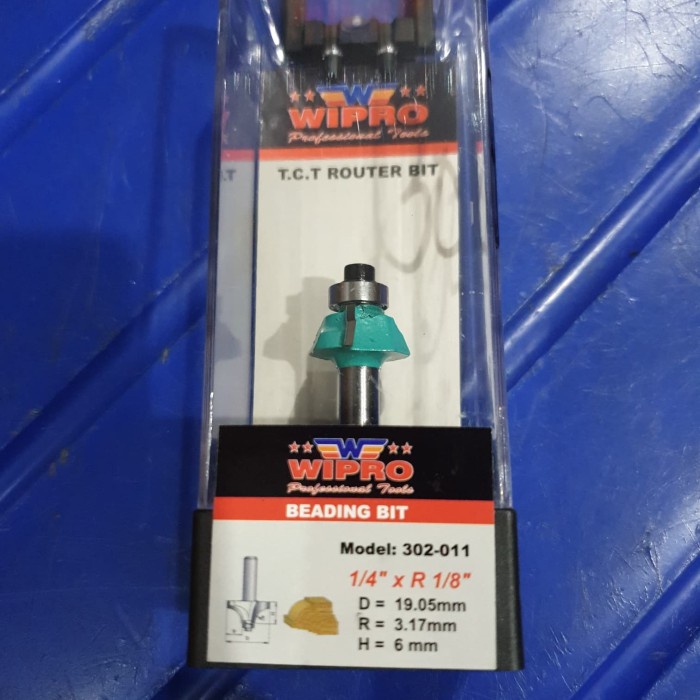 WIPRO
Professional Tools
T.C.T ROUTER BIT
WIPRO
Professional Tools
BEADING BIT
Model: 302-011
1/4" x R 1/8"
D = 19.05mm
R = 3.17mm
H = 6 mm